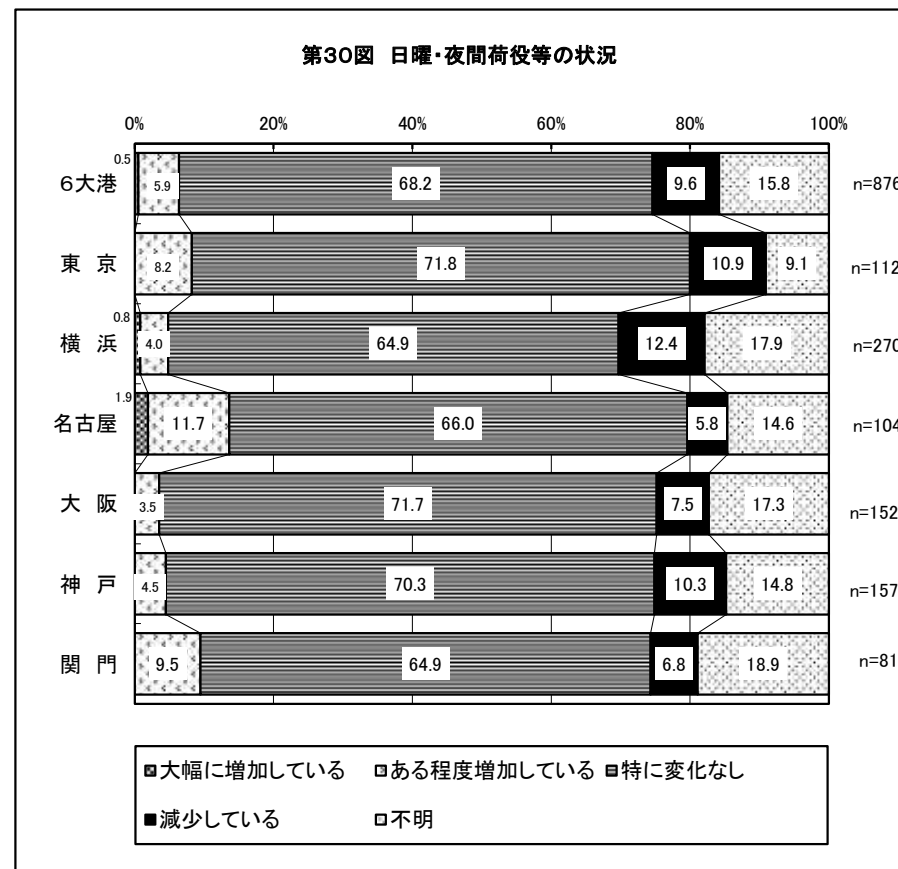 第30図 日曜・夜間荷役等の状況
0% 20% 40% 60% 80% 100%
6大港 0.5 5.9 68.2 9.6 15.8 n=876
東 京 8.2 71.8 10.9 9.1 n=112
横 浜 0.8 4.0 64.9 12.4 17.9 n=270
名古屋 1.9 11.7 66.0 5.8 14.6 n=104
大 阪 3.5 71.7 7.5 17.3 n=152
神 戸 4.5 70.3 10.3 14.8 n=157
関 門 9.5 64.9 6.8 18.9 n=81
大幅に増加している ある程度増加している 特に変化なし
減少している 不明